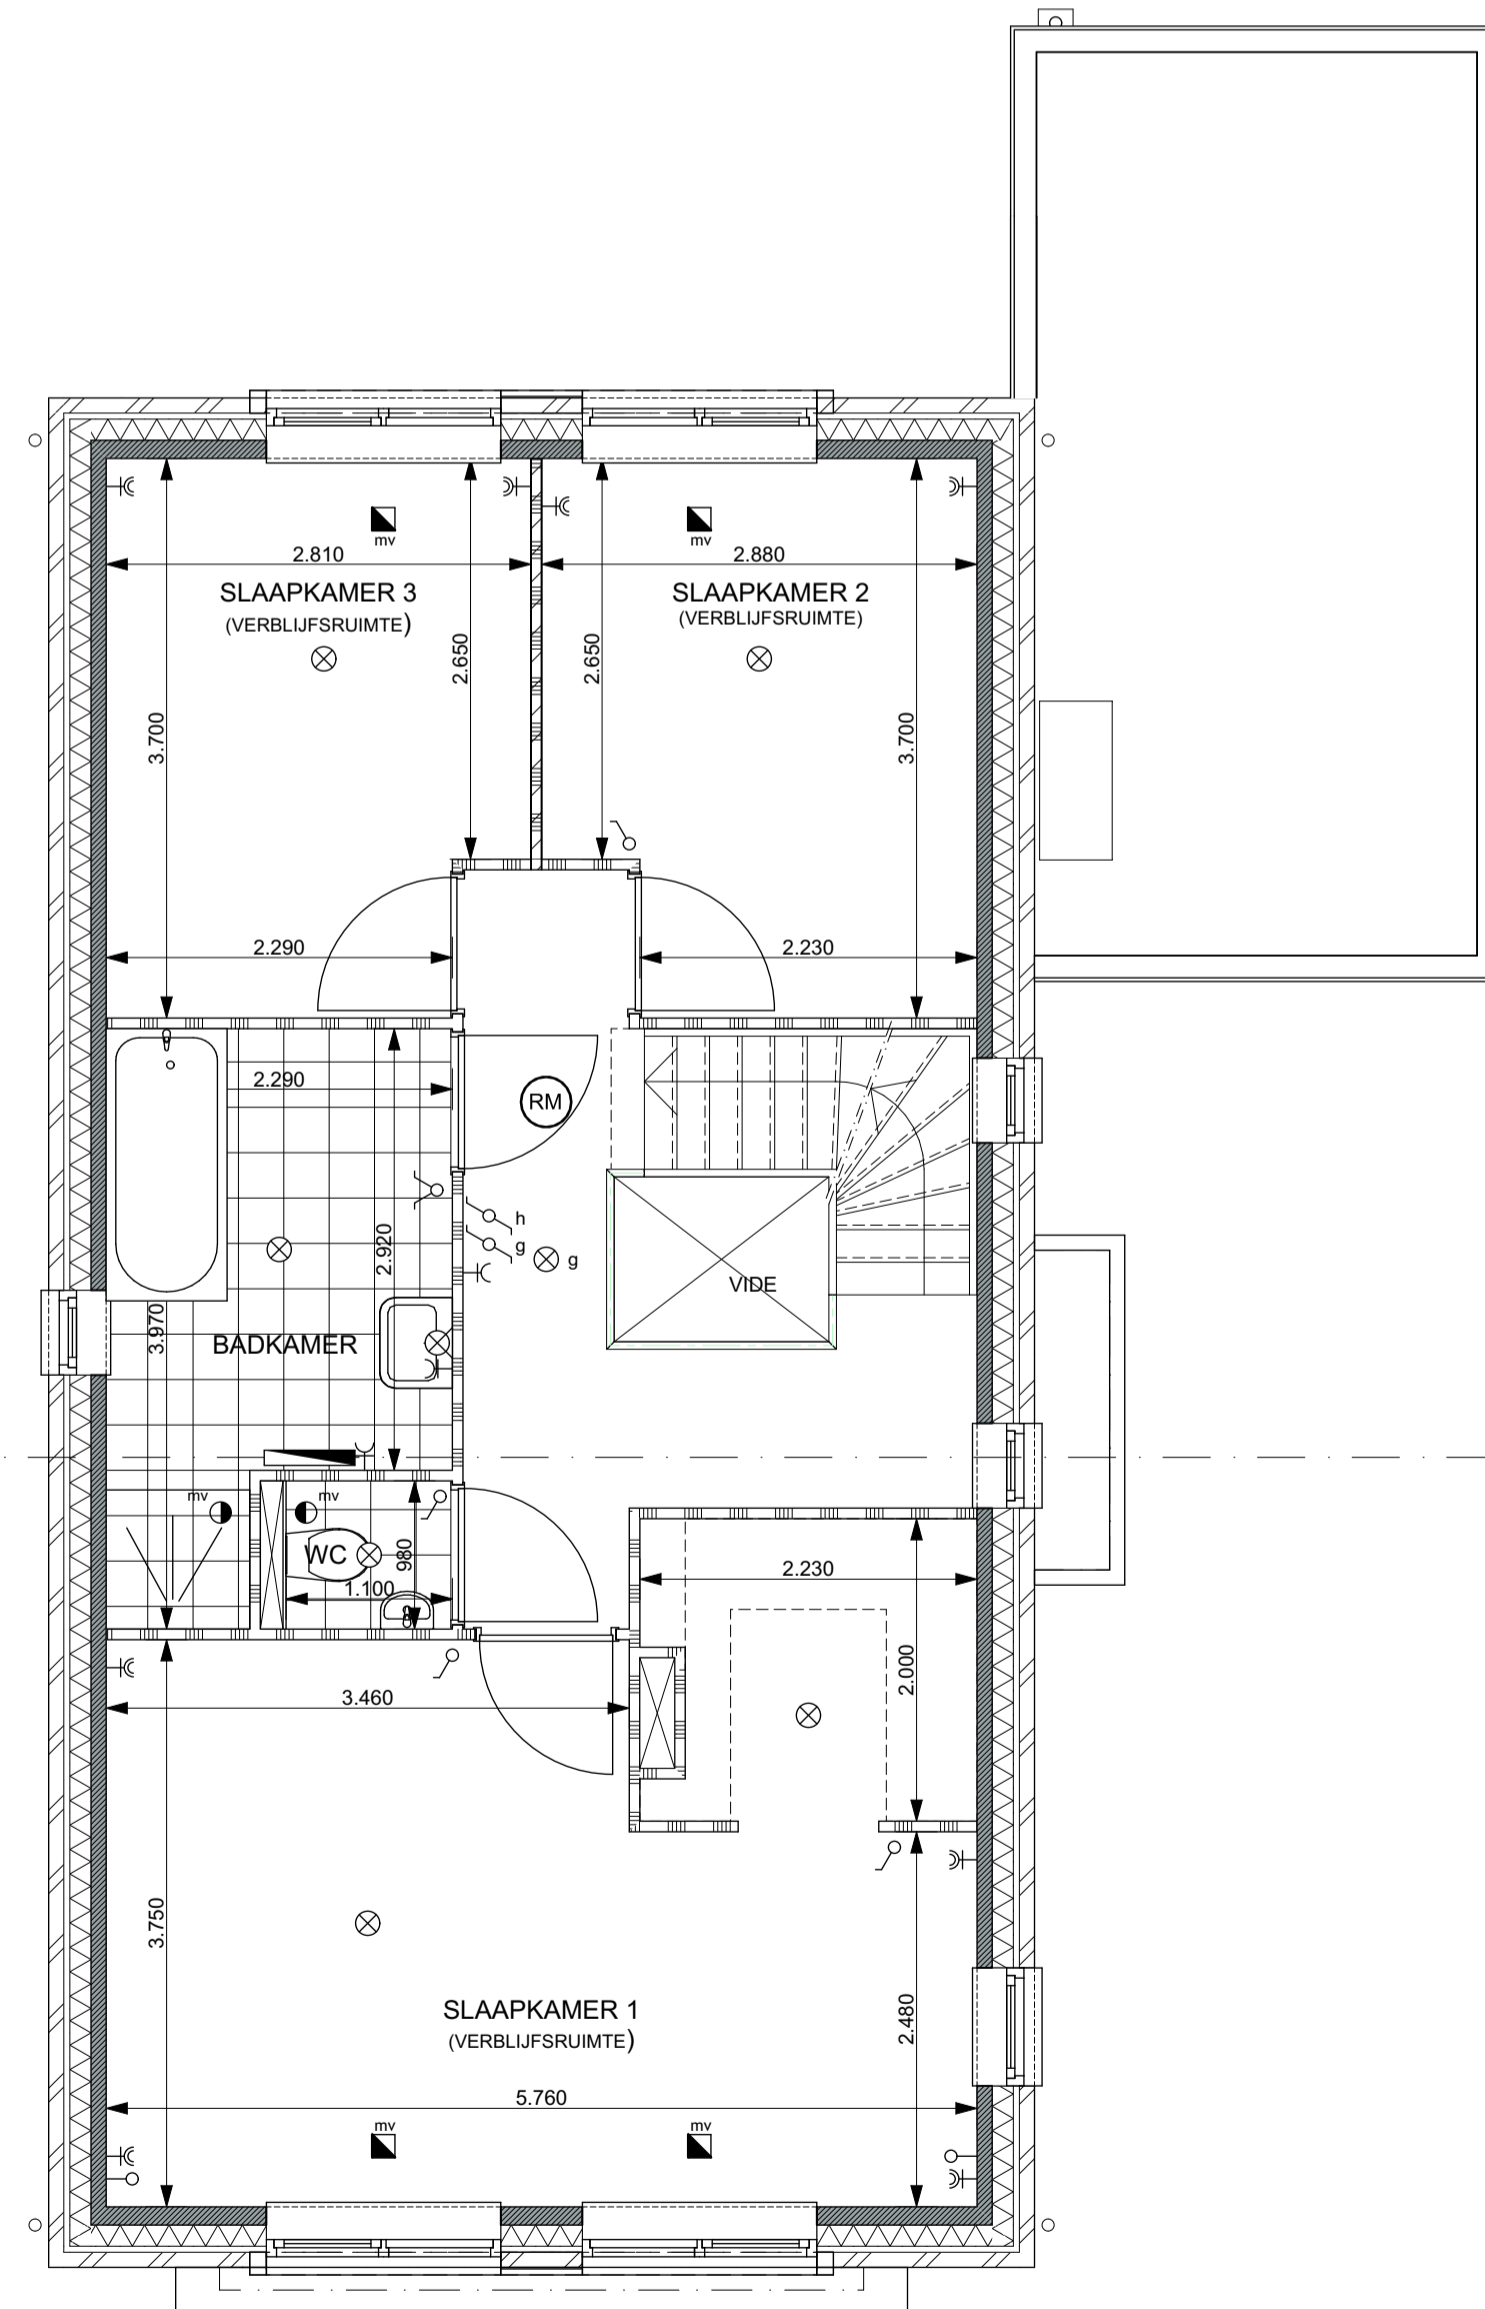 mv
mv
2.810
2.880
SLAAPKAMER 3
(VERBLIJFSRUIMTE)
SLAAPKAMER 2
(VERBLIJFSRUIMTE)
2.650
2.650
3.700
3.700
2.290
2.230
2.290
RM
h
g
g
2.920
VIDE
3.970
BADKAMER
mv
mv
WC
980
1.100
2.230
2.000
3.460
3.750
SLAAPKAMER 1
(VERBLIJFSRUIMTE)
2.480
5.760
mv
mv